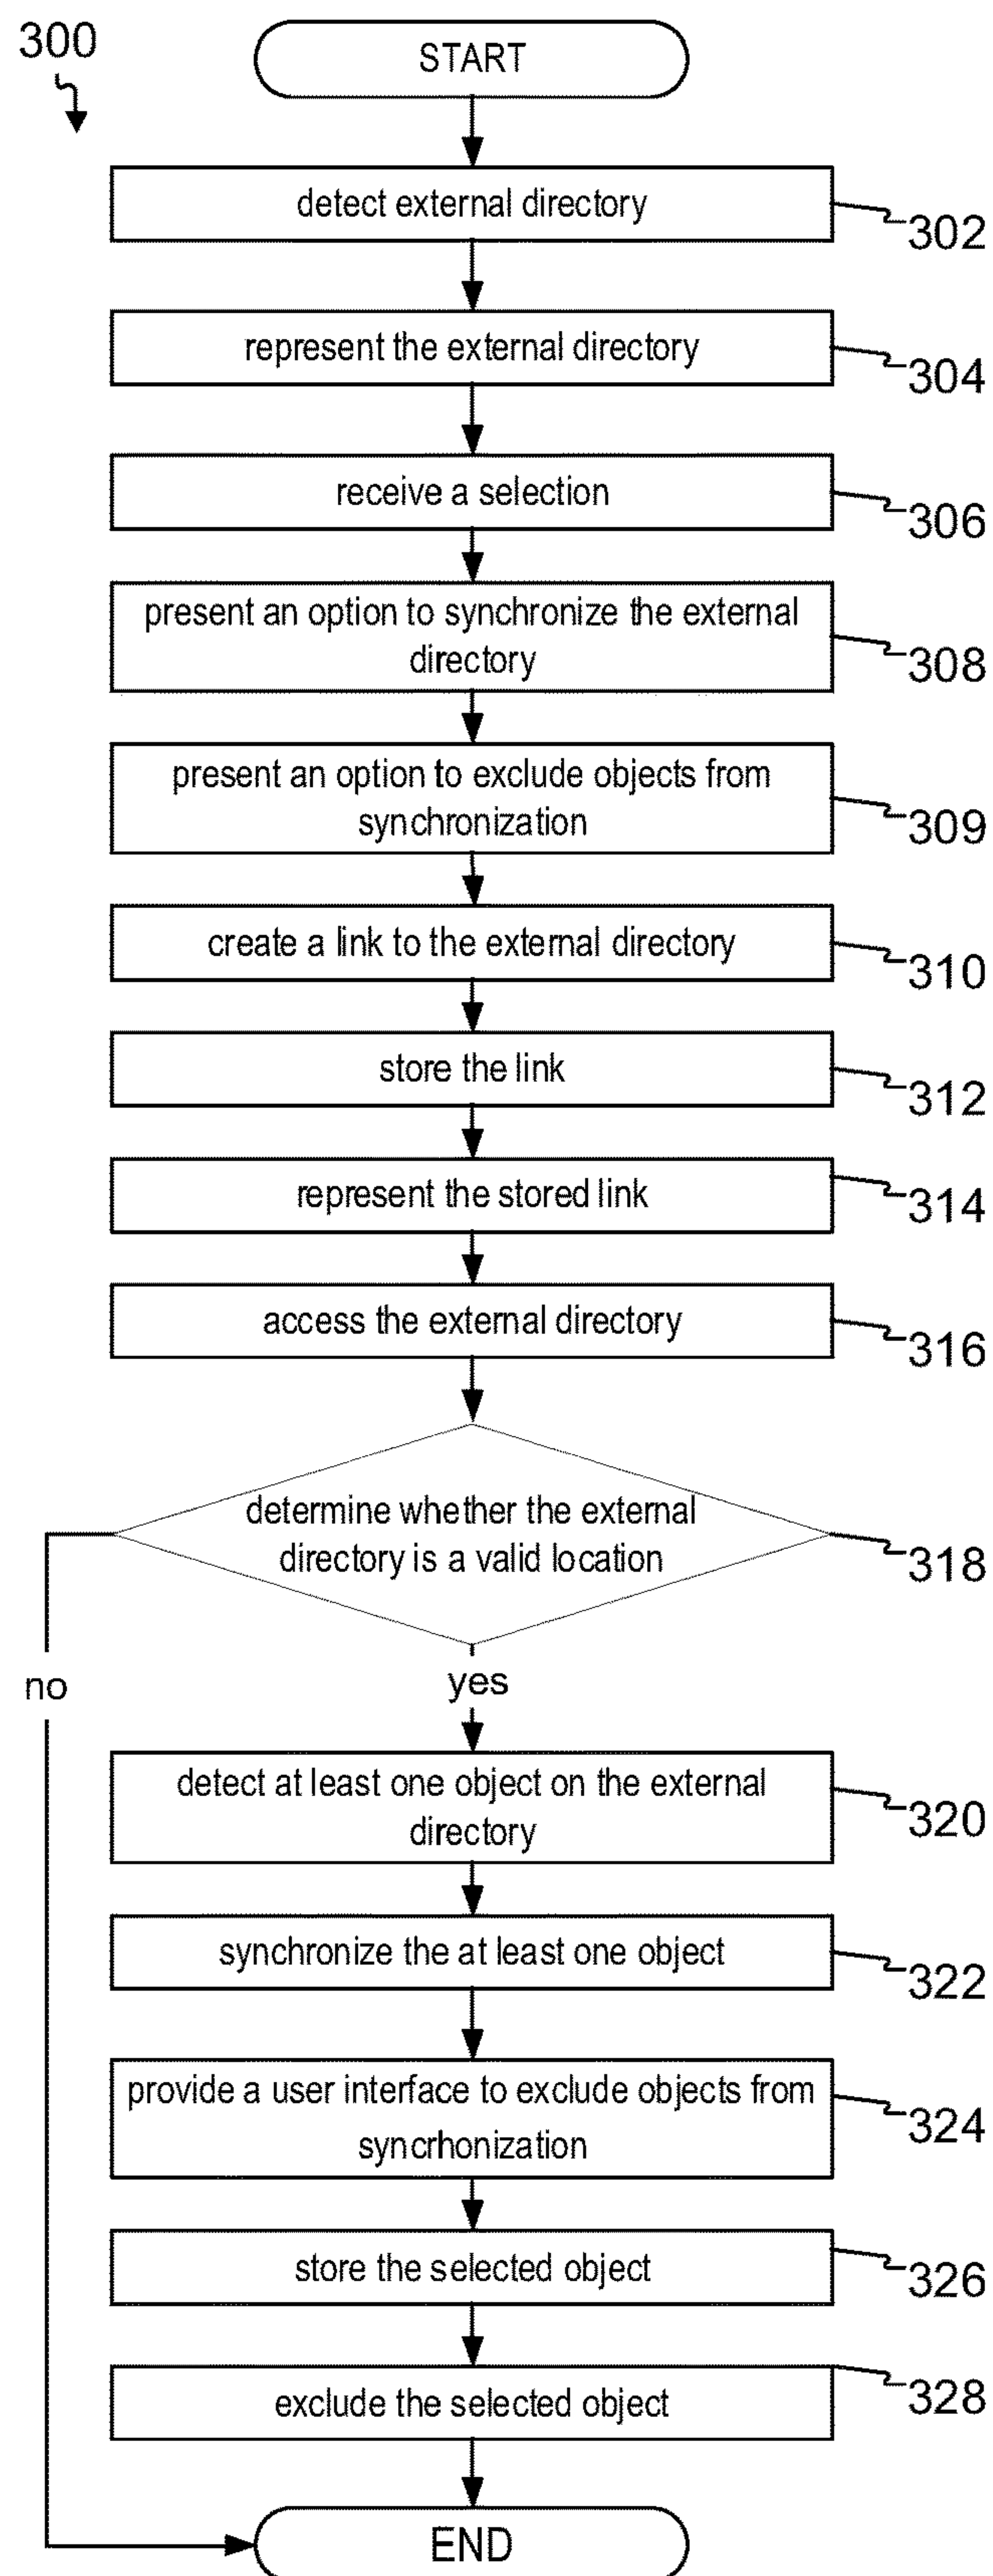 300
START
detect external directory
302
represent the external directory
304
receive a selection
306
present an option to synchronize the external
directory
308
present an option to exclude objects from
synchronization
309
create a link to the external directory
310
store the link
312
represent the stored link
314
access the external directory
316
determine whether the external
directory is a valid location
318
no
yes
detect at least one object on the external
directory
320
synchronize the at least one object
322
provide a user interface to exclude objects from
syncrhonization
324
store the selected object
326
exclude the selected object
328
END